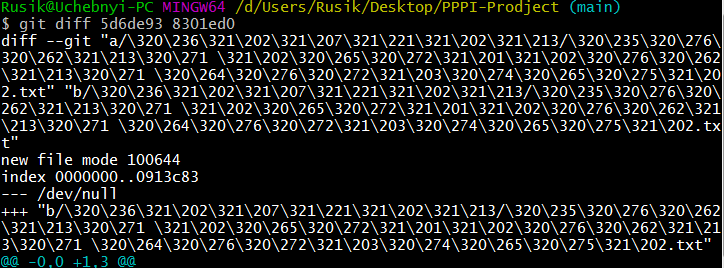 Rusik@Uchebnyi-PC MINGW64 /d/Users/Rusik/Desktop/PPPI-Prodject (main)
$ git diff 5d6de93 8301ed0
diff --git "a/\320\236\321\202\321\207\321\221\321\202\321\213/\320\235\320\276\
320\262\321\213\320\271 \321\202\320\265\320\272\321\201\321\202\320\276\320\262
\321\213\320\271 \320\264\320\276\320\272\321\203\320\274\320\265\320\275\321\20
2.txt" "b/\320\236\321\202\321\207\321\221\321\202\321\213/\320\235\320\276\320\
262\321\213\320\271 \321\202\320\265\320\272\321\201\321\202\320\276\320\262\321
\213\320\271 \320\264\320\276\320\272\321\203\320\274\320\265\320\275\321\202.tx
t"
new file mode 100644
index 0000000..0913c83
--- /dev/null
+++ "b/\320\236\321\202\321\207\321\221\321\202\321\213/\320\235\320\276\320\262
\321\213\320\271 \321\202\320\265\320\272\321\201\321\202\320\276\320\262\321\21
3\320\271 \320\264\320\276\320\272\321\203\320\274\320\265\320\275\321\202.txt"
@@ -0,0 +1,3 @@